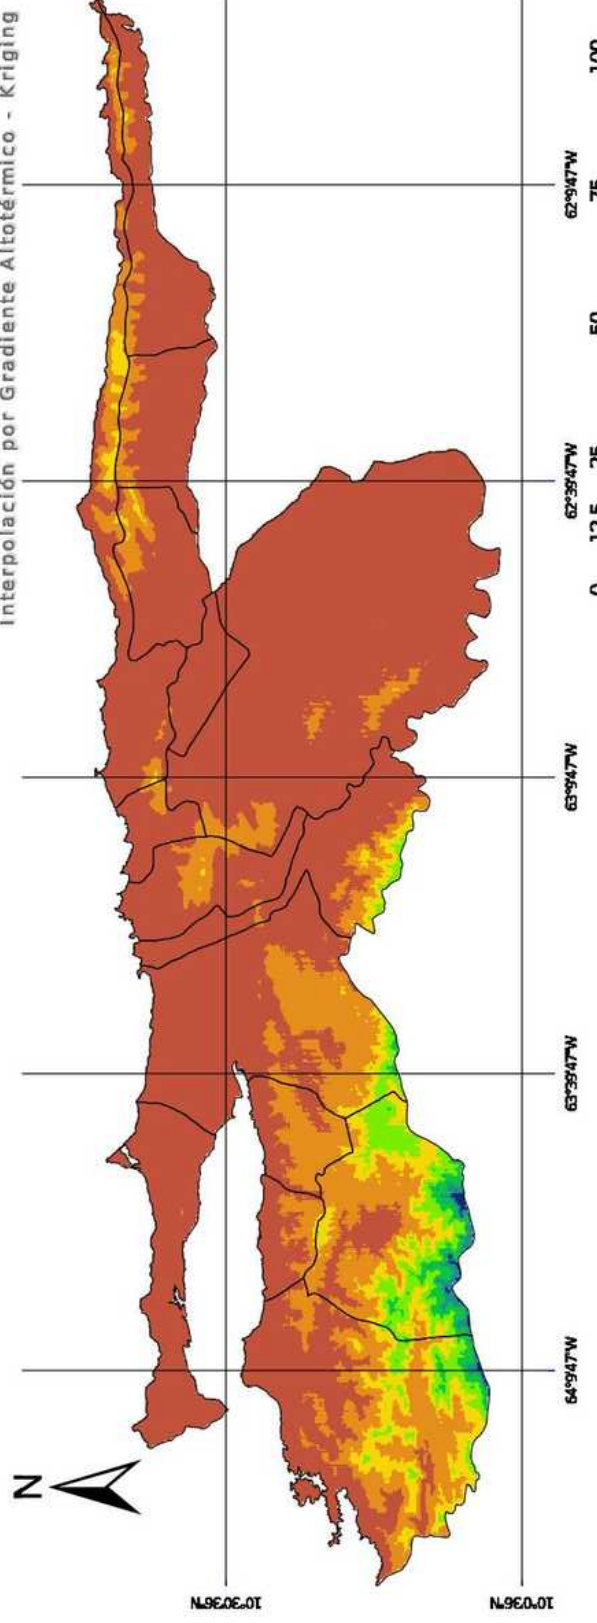 Interpolación por Gradiente Altotérmico - Kriging
N
64°9'47"W
63°39'47"W
63°9'47"W
62°39'47"W
62°9'47"W
10°30'36"N
10°0'36"N
0 12.5 25 50 75 100